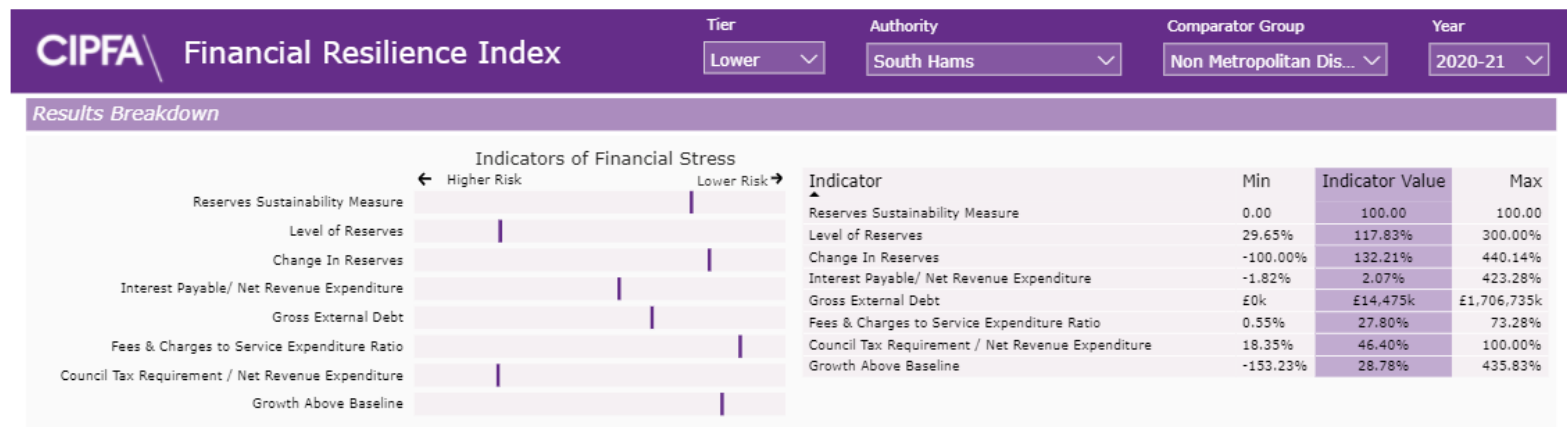 Tier Authority Comparator Group Year
CIPFA\ Financial Resilience Index
Lower South Hams Non Metropolitan Dis... 2020-21
Results Breakdown
Indicators of Financial Stress
← Higher Risk Lower Risk →
Reserves Sustainability Measure
Level of Reserves
Change In Reserves
Interest Payable/ Net Revenue Expenditure
Gross External Debt
Fees & Charges to Service Expenditure Ratio
Council Tax Requirement / Net Revenue Expenditure
Growth Above Baseline
Indicator Min Indicator Value Max
Reserves Sustainability Measure 0.00 100.00 100.00
Level of Reserves 29.65% 117.83% 300.00%
Change In Reserves -100.00% 132.21% 440.14%
Interest Payable/ Net Revenue Expenditure -1.82% 2.07% 423.28%
Gross External Debt £0k £14,475k £1,706,735k
Fees & Charges to Service Expenditure Ratio 0.55% 27.80% 73.28%
Council Tax Requirement / Net Revenue Expenditure 18.35% 46.40% 100.00%
Growth Above Baseline -153.23% 28.78% 435.83%